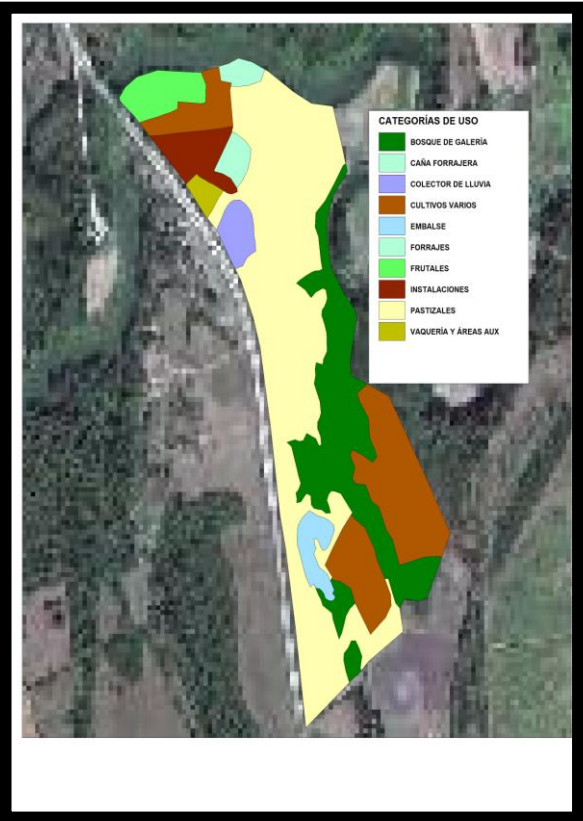 CATEGORÍAS DE USO
BOSQUE DE GALERÍA
CAÑA FORRAJERA
COLECTOR DE LLUVIA
CULTIVOS VARIOS
EMBALSE
FORRAJES
FRUTALES
INSTALACIONES
PASTIZALES
VAQUERÍA Y ÁREAS AUX